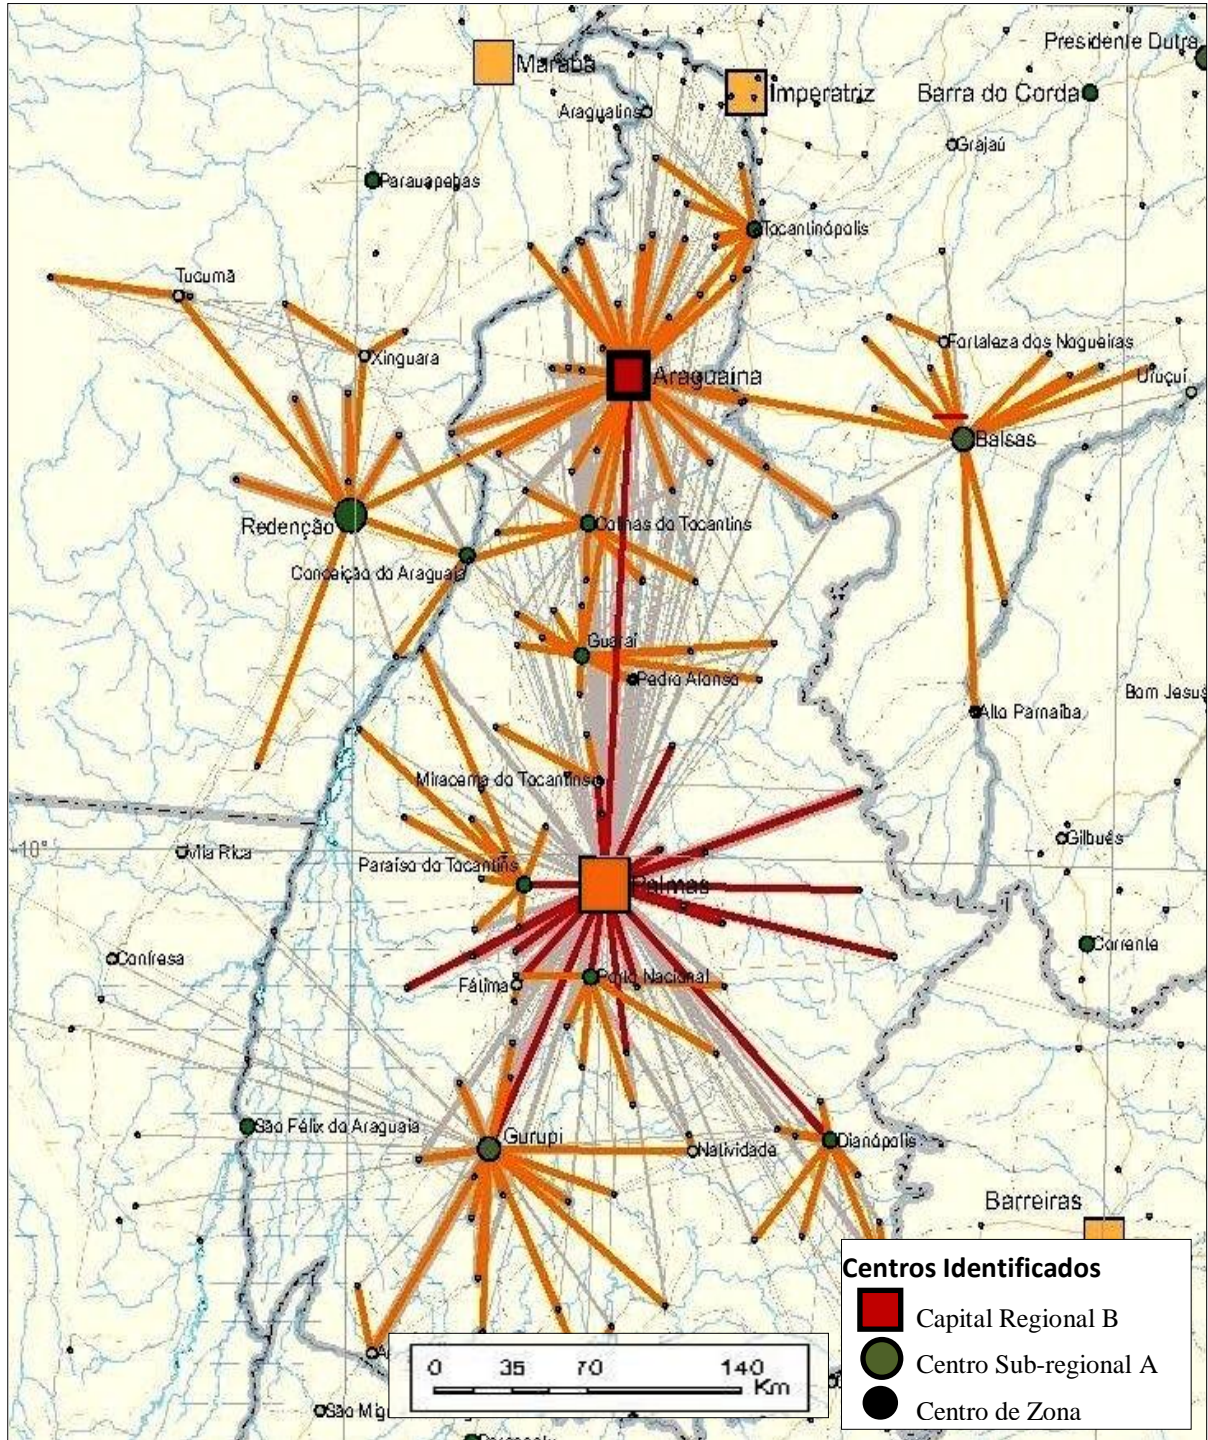 Presidente Dutra
Marabá
Imperatriz
Barra do Corda
Araguatins
Grajaú
Parauapebas
Tocantinópolis
Tucumã
Xinguara
Fortaleza dos Nogueiras
Araguaína
Uruçuí
Balsas
Redenção
Colinas do Tocantins
Conceição do Araguaia
Guaraí
Pedro Afonso
Bom Jesus
Alto Parnaíba
Miracema do Tocantins
Gilbués
-10°
Vila Rica
Paraíso do Tocantins
Palmas
Corrente
Confresa
Fátima
Porto Nacional
São Félix do Araguaia
Gurupi
Natividade
Dianópolis
Barreiras
Centros Identificados
Capital Regional B
Centro Sub-regional A
Centro de Zona
0 35 70 140
Km
São Mig